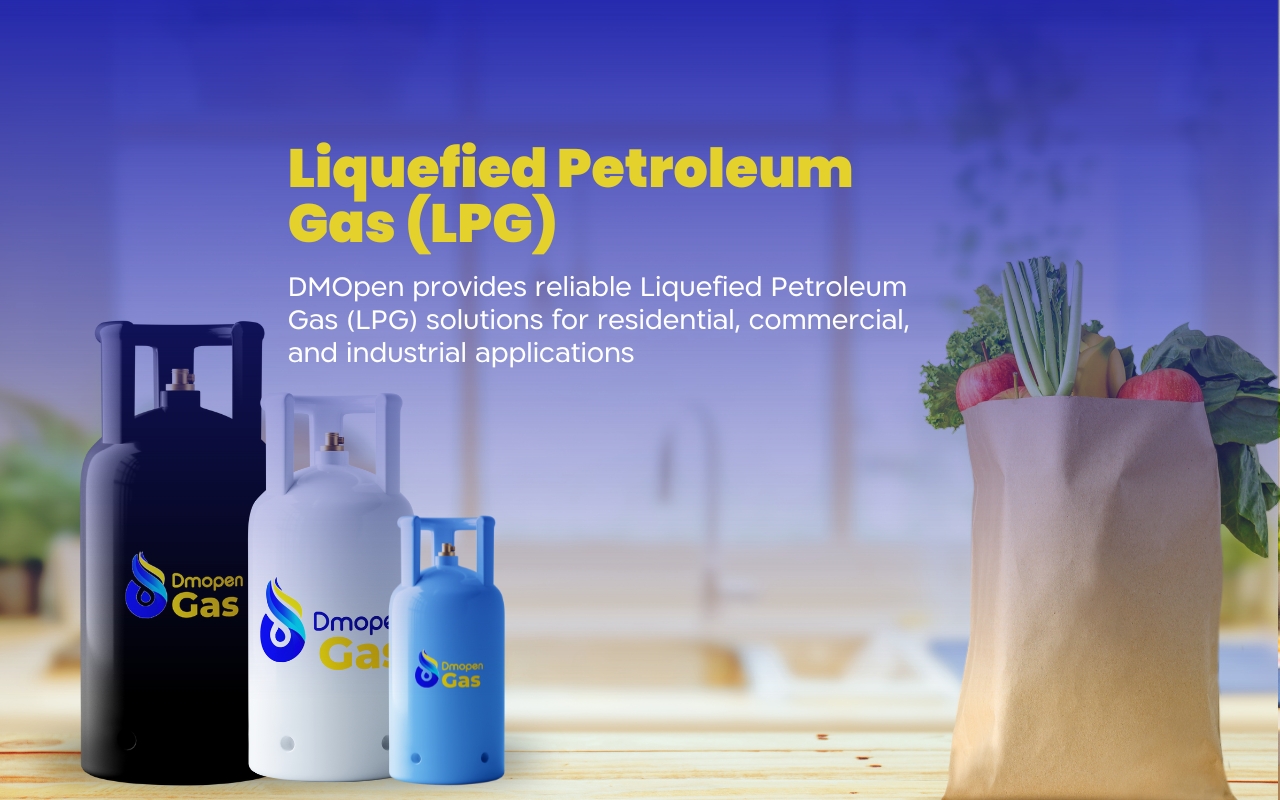 Liquefied Petroleum
Gas (LPG)
DMOpen provides reliable Liquefied Petroleum
Gas (LPG) solutions for residential, commercial,
and industrial applications
Dmopen
Gas
Dmope
Gas
Dmopen
Gas